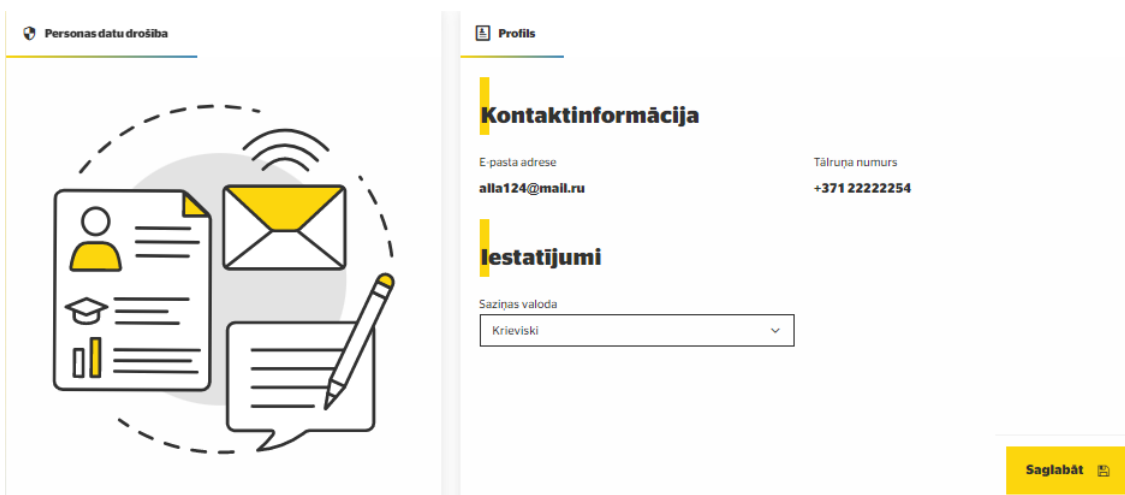 Personas datu drošība
Profils
Kontaktinformācija
E-pasta adrese
Tālruņa numurs
alla124@mail.ru
+371 22222254
Iestatījumi
Saziņas valoda
Krieviski
Saglabāt